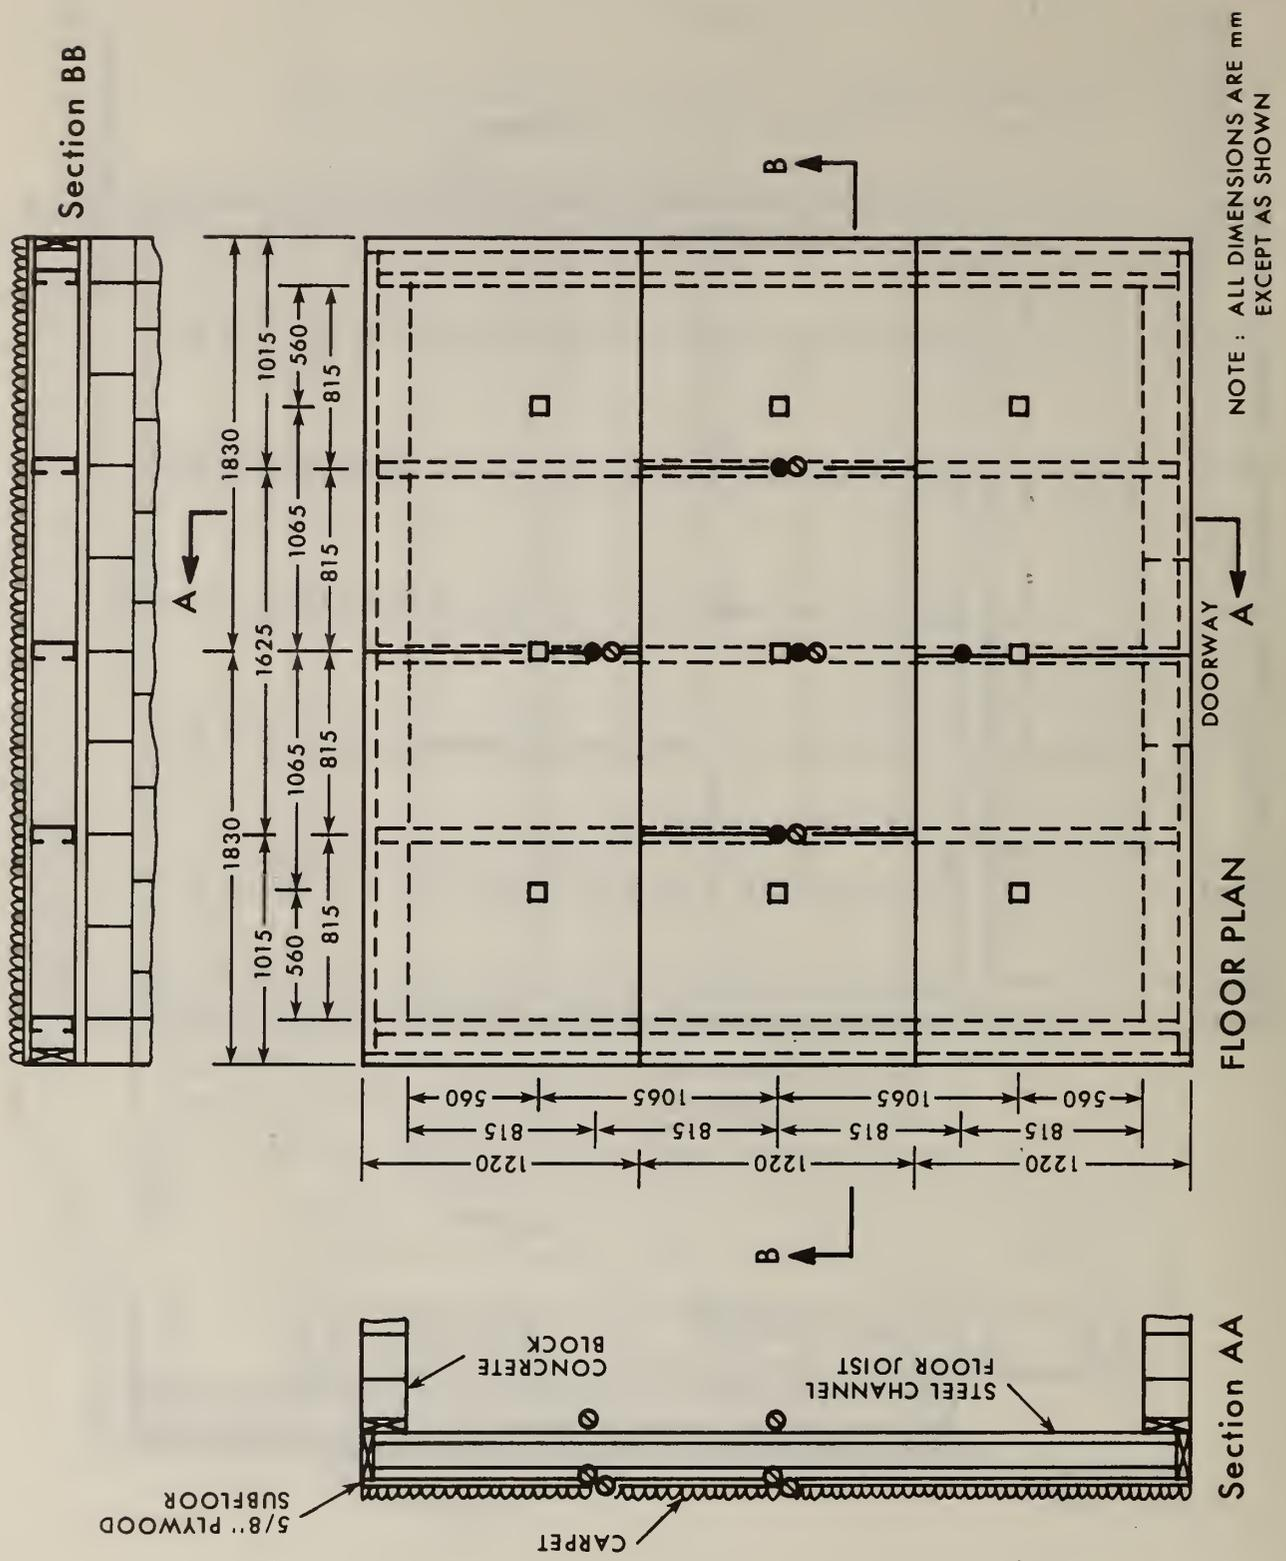 Section BB
A
1830
1830
1015
1625
1015
560
1065
1065
560
815
815
815
815
B
B
560
1065
1065
560
815
815
815
815
1220
1220
1220
DOORWAY
A
FLOOR PLAN
NOTE : ALL DIMENSIONS ARE mm
EXCEPT AS SHOWN
CONCRETE
BLOCK
STEEL CHANNEL
FLOOR JOIST
5/8" PLYWOOD
SUBFLOOR
CARPET
Section AA